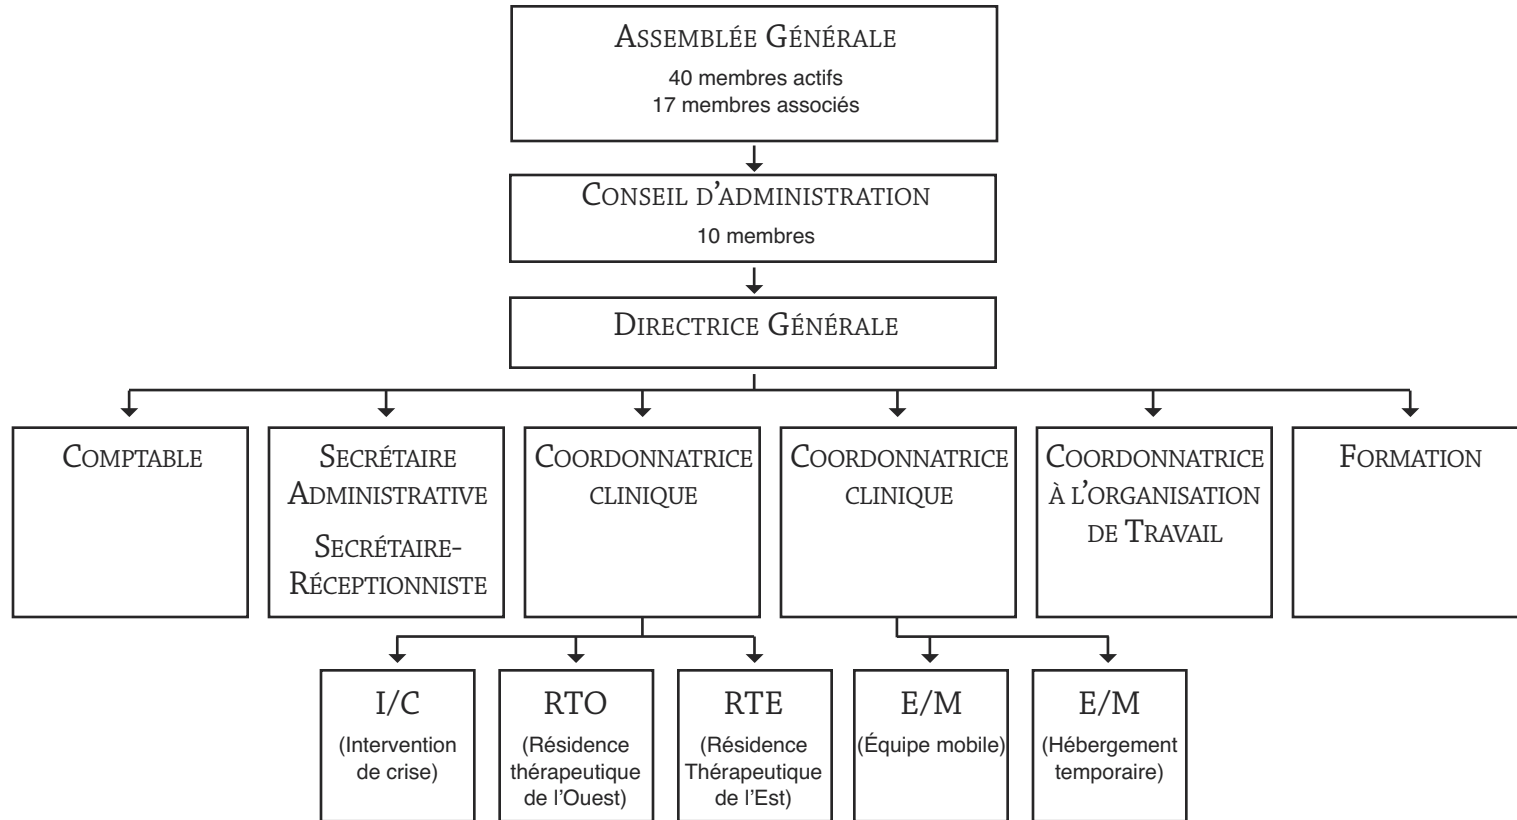 Assemblée Générale
40 membres actifs
17 membres associés
Conseil d'administration
10 membres
Directrice Générale
Comptable
Secrétaire
Administrative
Secrétaire-
Réceptionniste
Coordonnatrice
clinique
Coordonnatrice
clinique
Coordonnatrice
à l'organisation
de Travail
Formation
I/C
(Intervention
de crise)
RTO
(Résidence
thérapeutique
de l'Ouest)
RTE
(Résidence
Thérapeutique
de l'Est)
E/M
(Équipe mobile)
E/M
(Hébergement
temporaire)